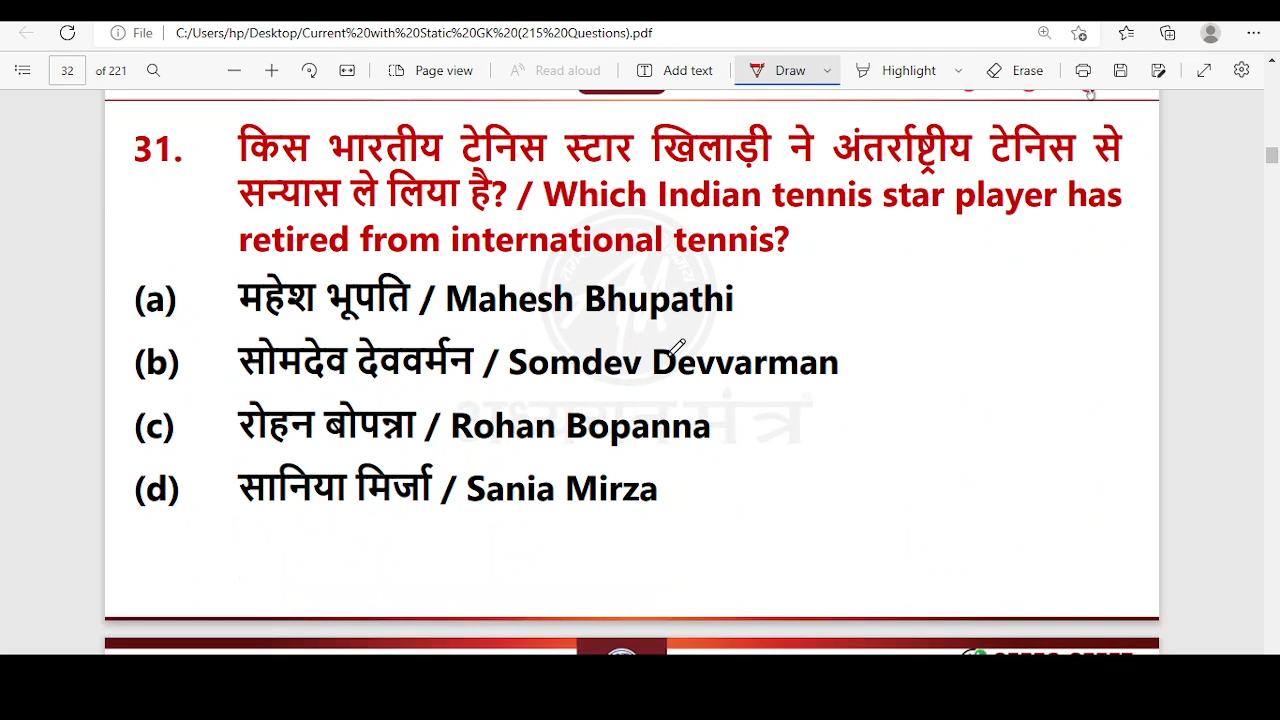 File C:/Users/hp/Desktop/Current%20with%20Static%20GK%20(215%20Questions).pdf
32 of 221 Page view Read aloud Add text Draw Highlight Erase
31. किस भारतीय टेनिस स्टार खिलाड़ी ने अंतर्राष्ट्रीय टेनिस से
सन्यास ले लिया है? / Which Indian tennis star player has
retired from international tennis?
(a) महेश भूपति / Mahesh Bhupathi
(b) सोमदेव देववर्मन / Somdev Devvarman
(c) रोहन बोपन्ना / Rohan Bopanna
अध्ययन मंत्र
(d) सानिया मिर्जा / Sania Mirza